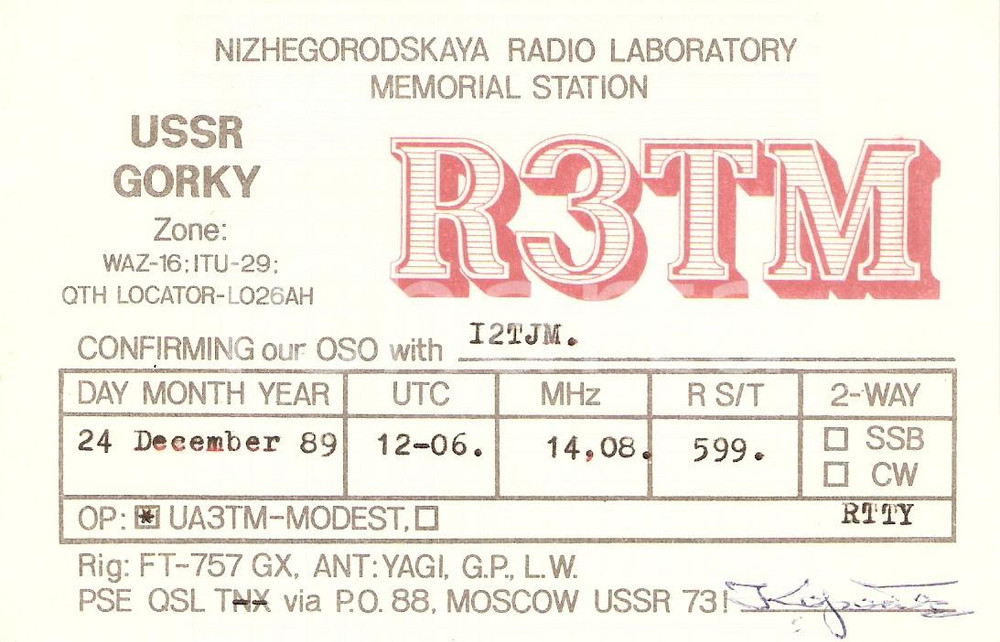 NIZHEGORODSKAYA RADIO LABORATORY
MEMORIAL STATION
USSR
GORKY
R3TM
Zone:
WAZ-16; ITU-29;
QTH LOCATOR-LO26AH
CONFIRMING our QSO with I2TJM.
DAY MONTH YEAR UTC MHz R S/T 2-WAY
24 December 89 12-06. 14,08. 599. □ SSB
□ CW
OP: ☒ UA3TM-MODEST, □ RTTY
Rig: FT-757 GX, ANT: YAGI, G.P., L.W.
PSE QSL TNX via P.O. 88, MOSCOW USSR 73!